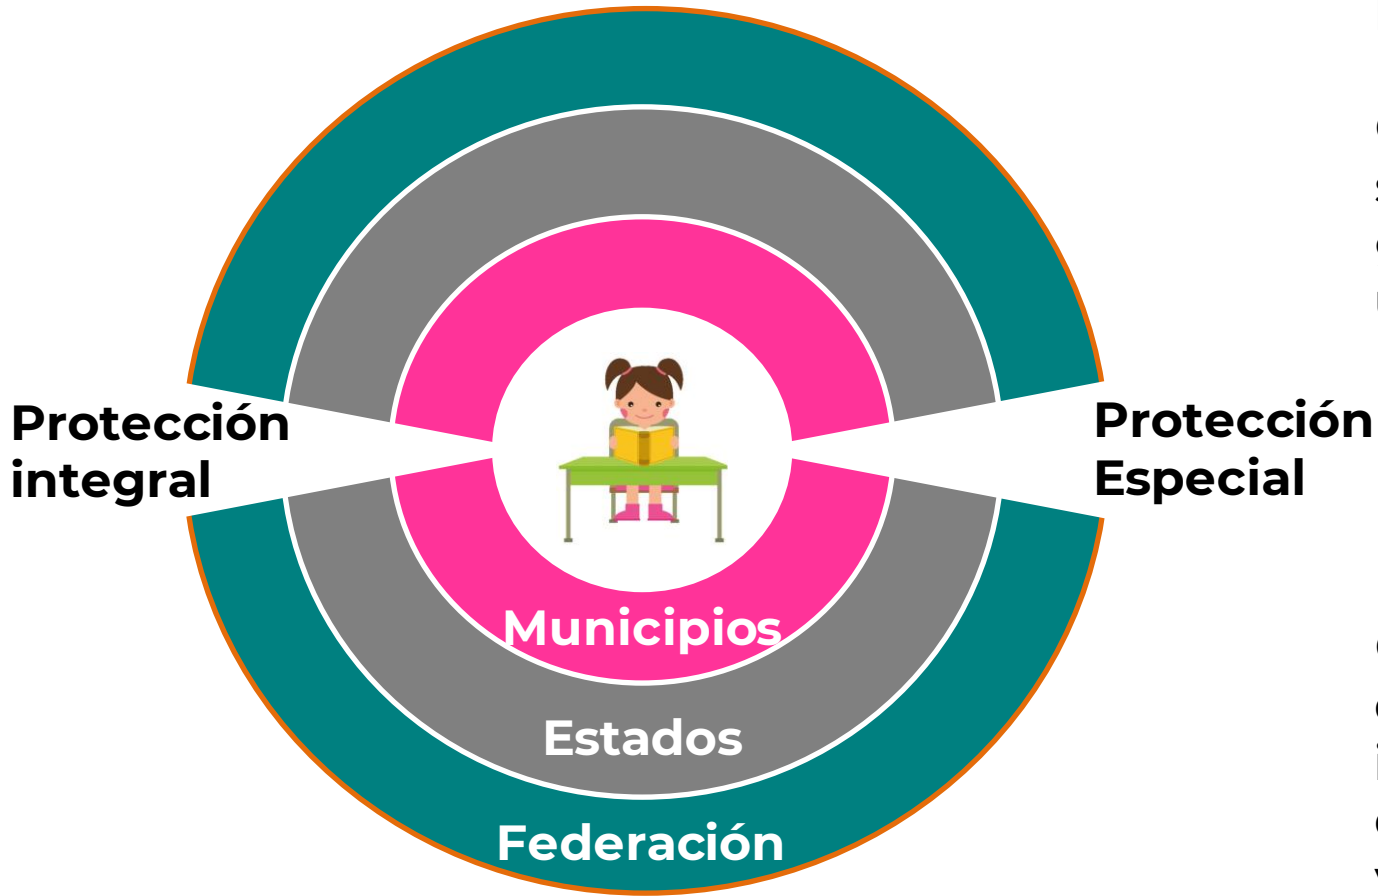 Protección
integral
Protección
Especial
Municipios
Estados
Federación